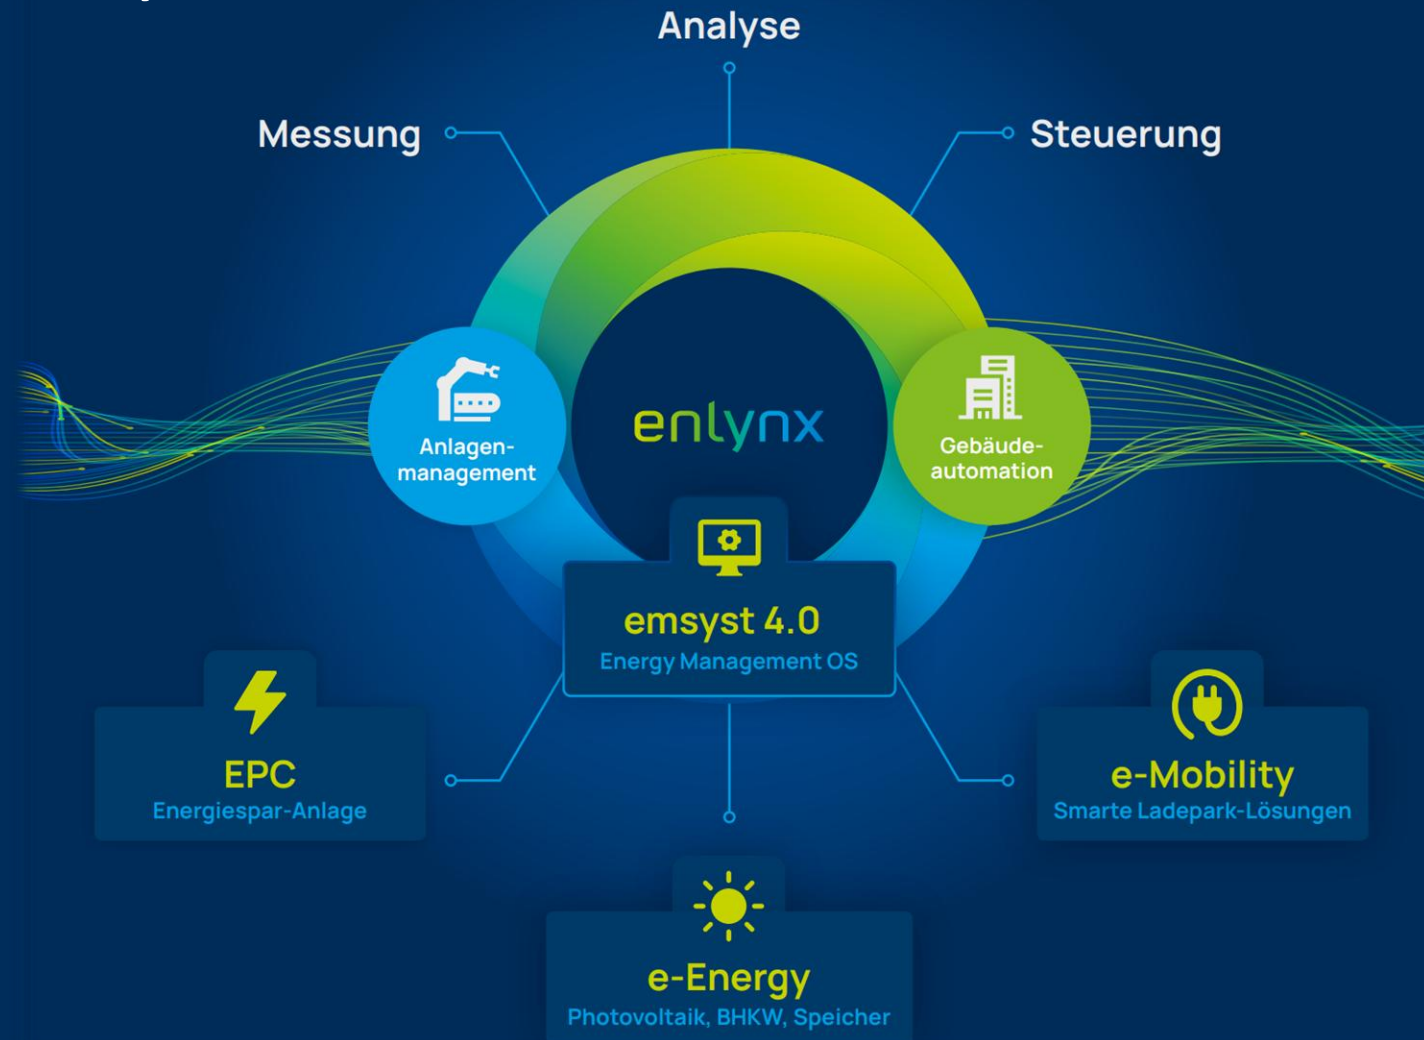 Analyse
Messung
Steuerung
enlynx
Anlagen-
management
Gebäude-
automation
emsyst 4.0
Energy Management OS
EPC
Energiespar-Anlage
e-Mobility
Smarte Ladepark-Lösungen
e-Energy
Photovoltaik, BHKW, Speicher